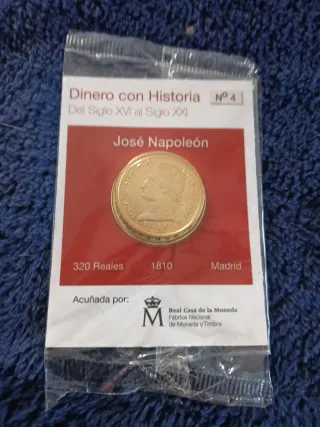 Dinero con Historia
Nº 4
Del Siglo XVI al Siglo XXI
José Napoleón
320 Reales 1810 Madrid
Acuñada por:
M
Real Casa de la Moneda
Fábrica Nacional
de Moneda y Timbre